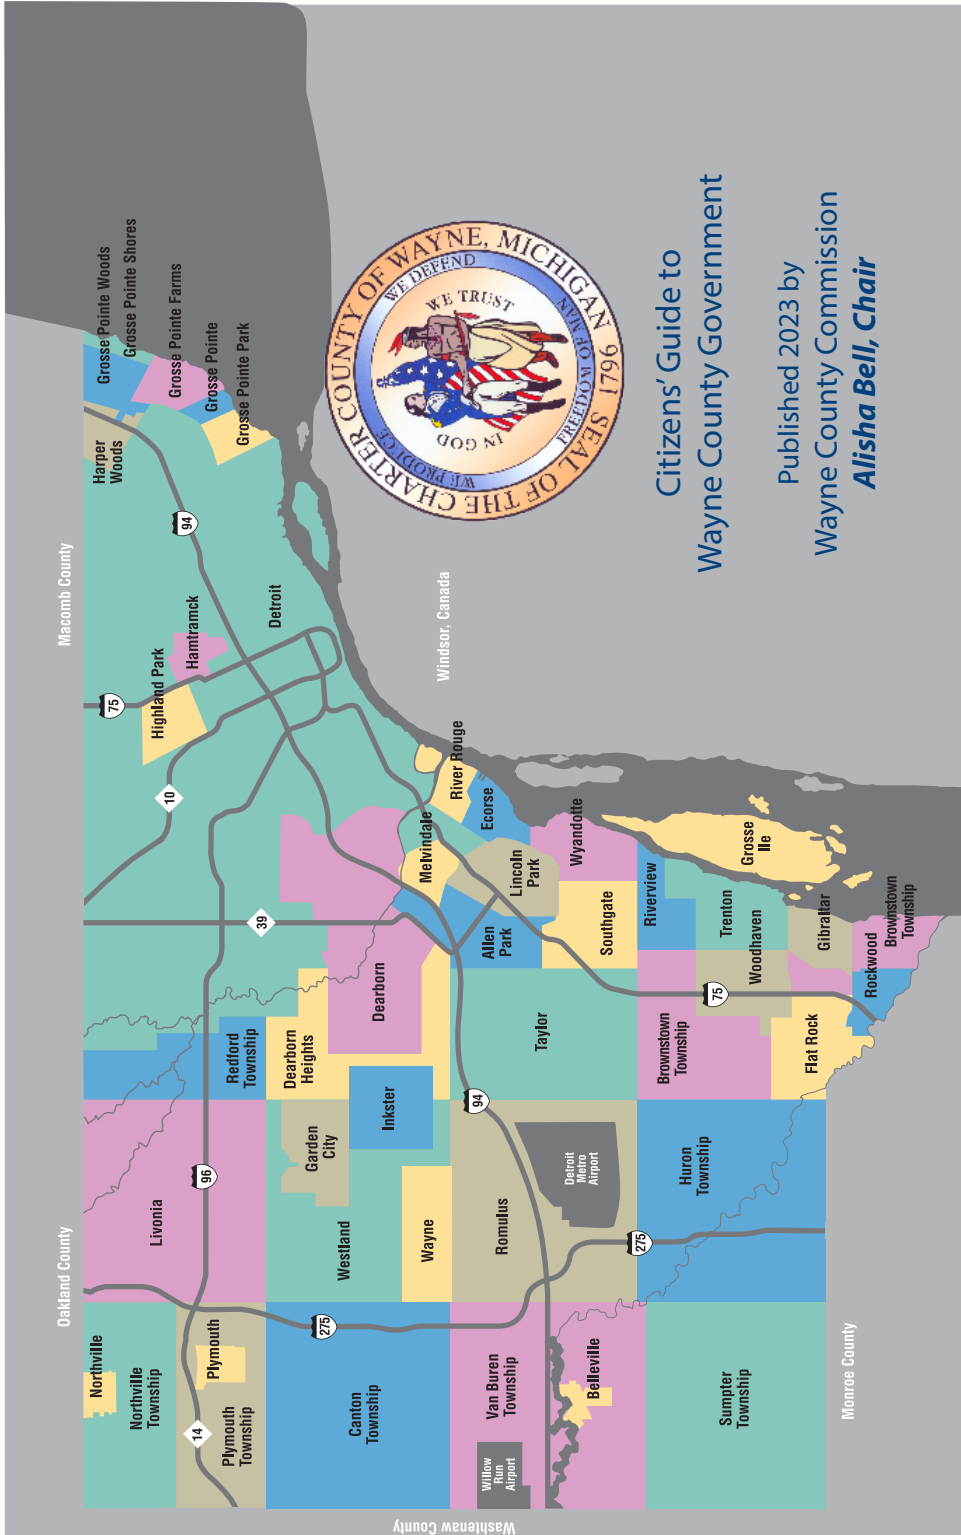 Macomb County
Oakland County
Washtenaw County
Monroe County
Windsor, Canada
Grosse Pointe Woods
Grosse Pointe Shores
Grosse Pointe Farms
Grosse Pointe
Grosse Pointe Park
Harper
Woods
94
Detroit
Hamtramck
Highland Park
75
10
39
96
River Rouge
Ecorse
Melvindale
Lincoln
Park
Wyandotte
Allen
Park
Southgate
Riverview
Grosse
Ile
Trenton
Woodhaven
Gibraltar
Brownstown
Township
Rockwood
75
Dearborn
Dearborn
Heights
Redford
Township
Taylor
Brownstown
Township
Flat Rock
94
Inkster
Garden
City
Livonia
Westland
Wayne
Romulus
Detroit
Metro
Airport
Huron
Township
275
275
Northville
Northville
Township
Plymouth
Plymouth
Township
14
Canton
Township
Van Buren
Township
Willow
Run
Airport
Belleville
Sumpter
Township
SEAL OF THE CHARTER COUNTY OF WAYNE, MICHIGAN 1796
WE PRODUCE
WE DEFEND
FREEDOM OF MAN
IN GOD
WE TRUST
Citizens' Guide to
Wayne County Government
Published 2023 by
Wayne County Commission
Alisha Bell, Chair